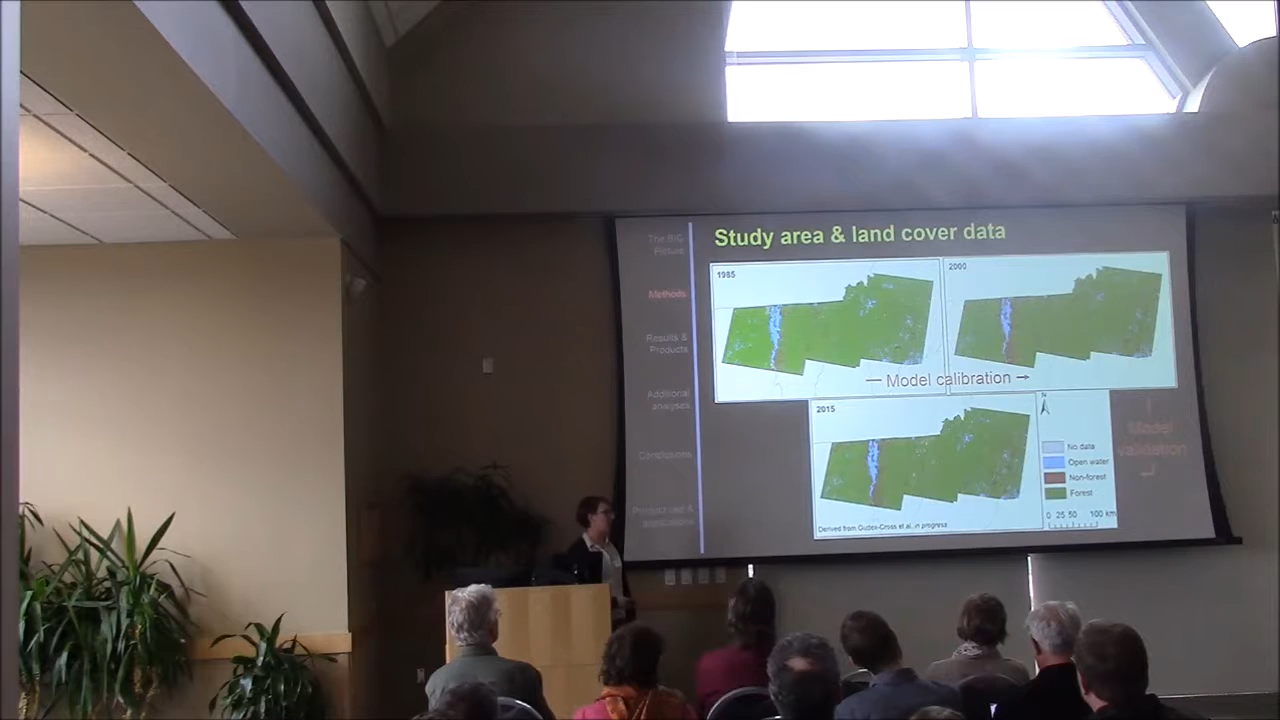 Study area & land cover data
The BIG
Picture
Methods
Results &
Products
Additional
analyses
Conclusions
Product use &
applications
1985
2000
— Model calibration →
2015
N
Model
validation
No data
Open water
Non-forest
Forest
0 25 50 100 km
Derived from Gudex-Cross et al. in progress